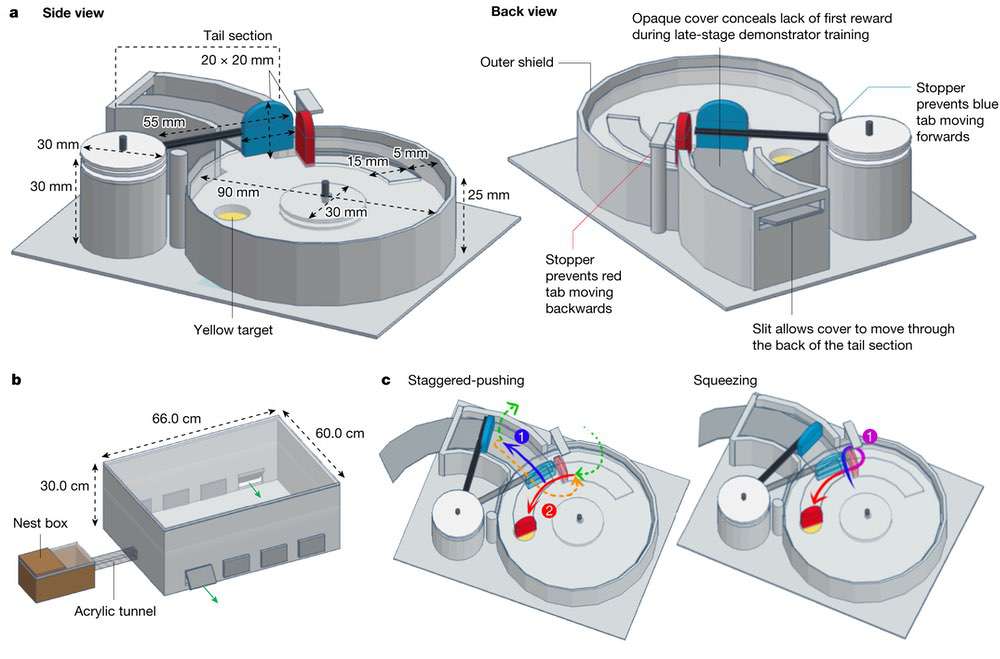 a
Side view
Tail section
20 × 20 mm
55 mm
30 mm
30 mm
15 mm
5 mm
90 mm
30 mm
25 mm
Yellow target
Back view
Opaque cover conceals lack of first reward
during late-stage demonstrator training
Outer shield
Stopper
prevents blue
tab moving
forwards
Stopper
prevents red
tab moving
backwards
Slit allows cover to move through
the back of the tail section
b
66.0 cm
60.0 cm
30.0 cm
Nest box
Acrylic tunnel
c
Staggered-pushing
1
2
Squeezing
1